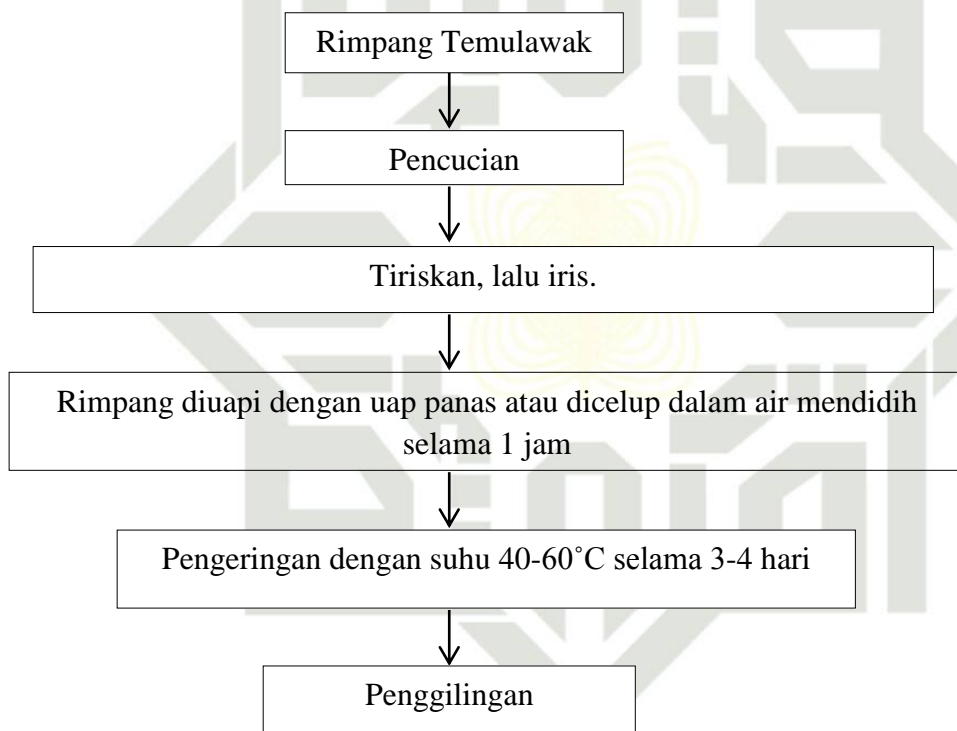 Rimpang Temulawak
Pencucian
Tiriskan, lalu iris.
Rimpang diuapi dengan uap panas atau dicelup dalam air mendidih
selama 1 jam
Pengeringan dengan suhu 40-60˚C selama 3-4 hari
Penggilingan